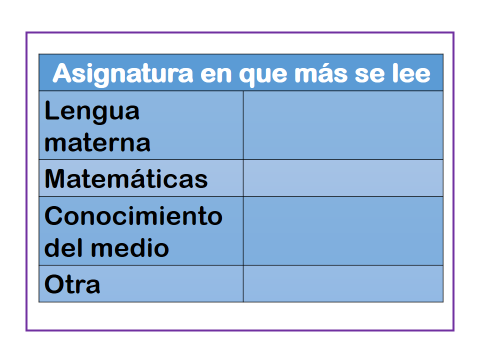 Asignatura en que más se lee
Lengua
materna
Matemáticas
Conocimiento
del medio
Otra